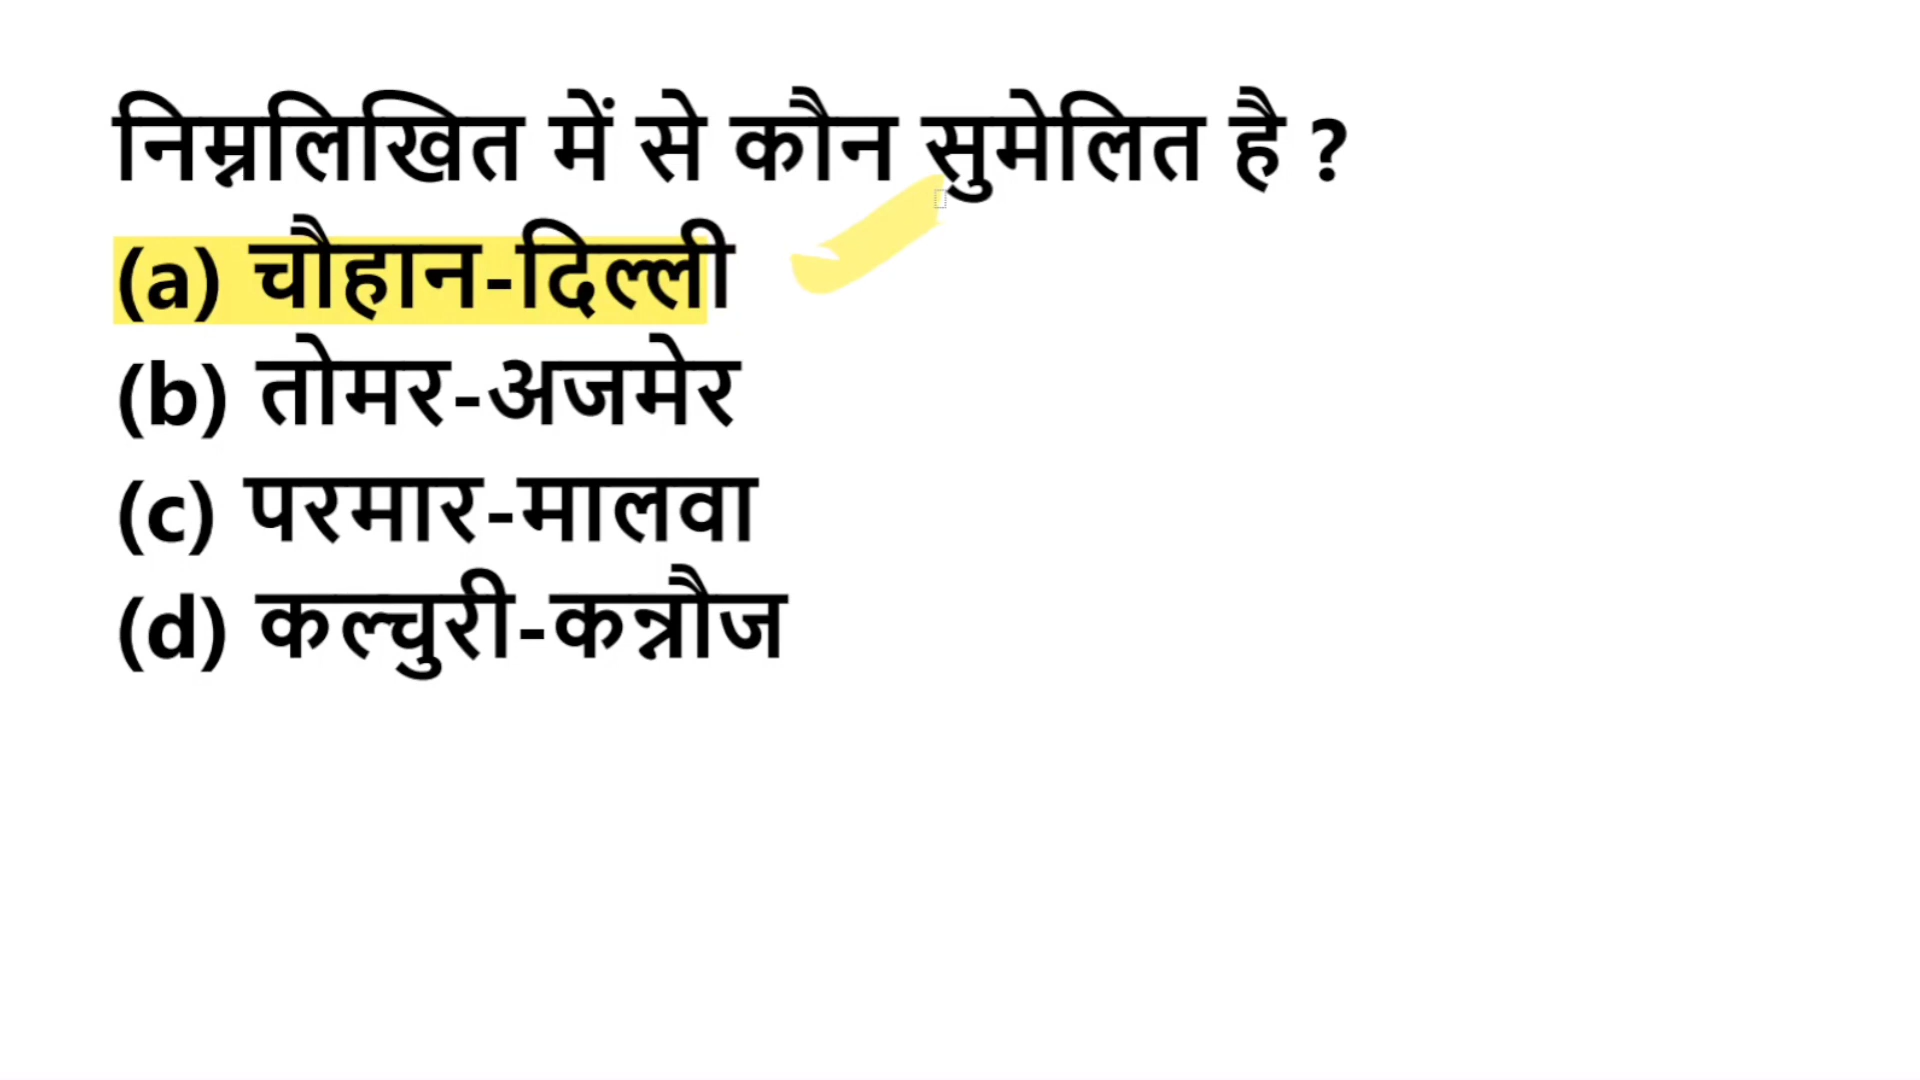 निम्नलिखित में से कौन सुमेलित है ?
(a) चौहान-दिल्ली
(b) तोमर-अजमेर
(c) परमार-मालवा
(d) कल्चुरी-कन्नौज